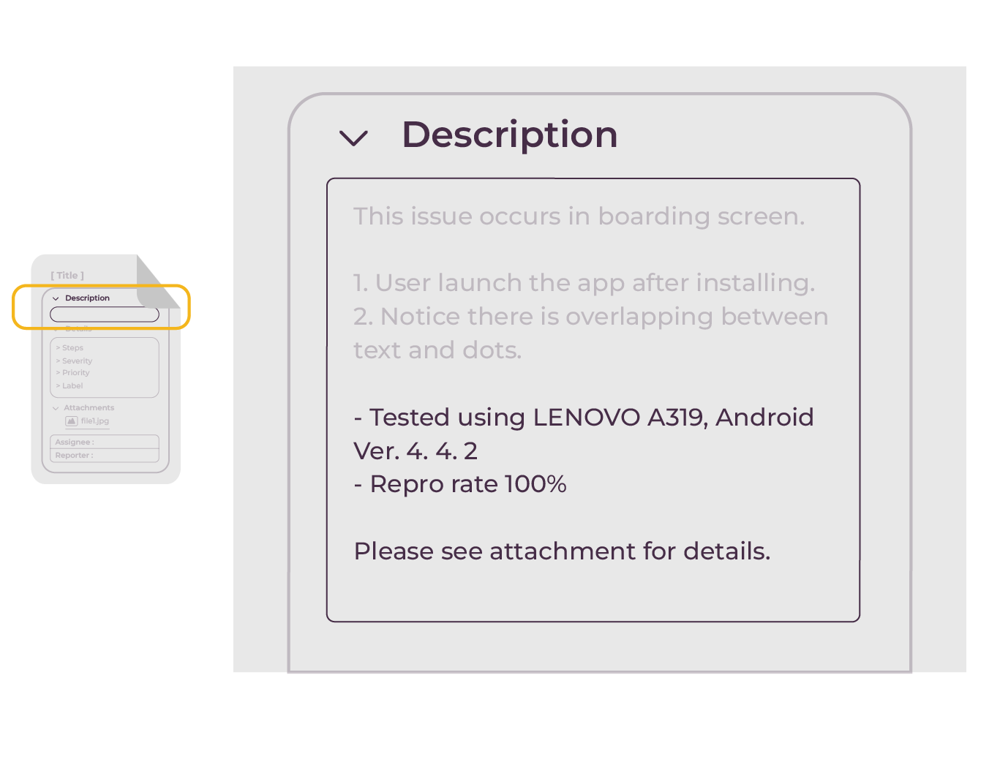 [ Title ]
Description
Details
> Steps
> Severity
> Priority
> Label
Attachments
file1.jpg
Assignee :
Reporter :
Description
This issue occurs in boarding screen.
1. User launch the app after installing.
2. Notice there is overlapping between
text and dots.
- Tested using LENOVO A319, Android
Ver. 4. 4. 2
- Repro rate 100%
Please see attachment for details.